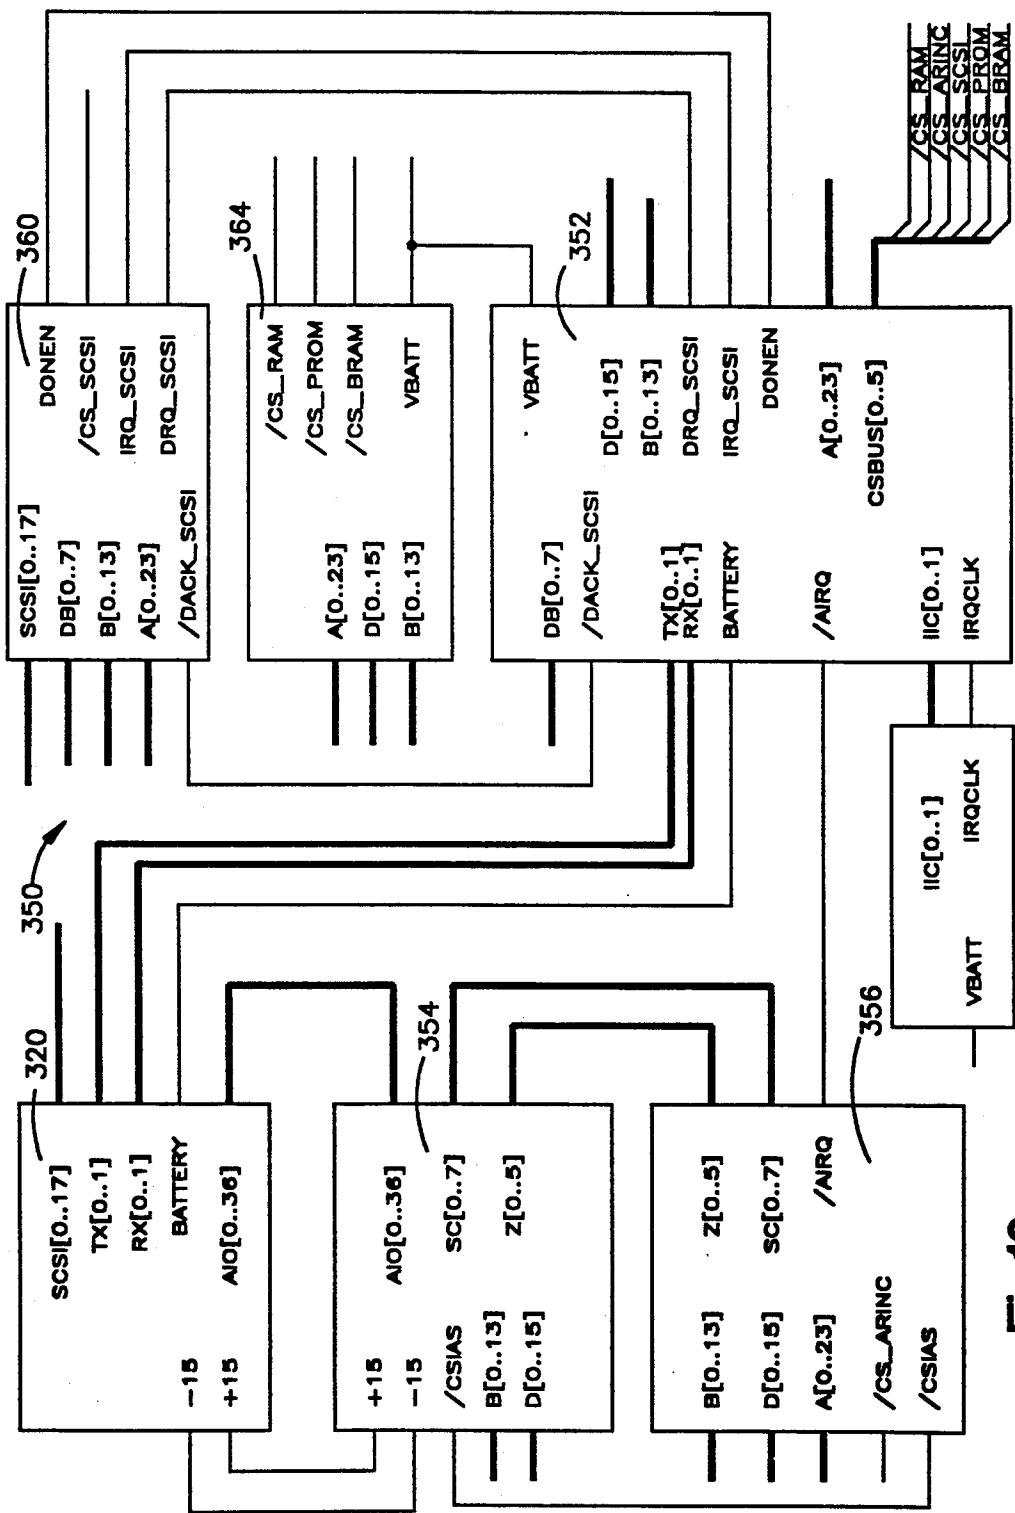 350
320
SCSI[0..17]
TX[0..1]
RX[0..1]
BATTERY
-15
+15
AIO[0..36]
354
AIO[0..36]
+15
-15
/CSIAS
SC[0..7]
B[0..13]
D[0..15]
Z[0..5]
356
B[0..13]
Z[0..5]
D[0..15]
SC[0..7]
A[0..23]
/AIRQ
/CS_ARINC
/CSIAS
360
SCSI[0..17]
DONEN
DB[0..7]
/CS_SCSI
B[0..13]
IRQ_SCSI
A[0..23]
DRQ_SCSI
/DACK_SCSI
364
/CS_RAM
/CS_PROM
A[0..23]
/CS_BRAM
D[0..15]
B[0..13]
VBATT
352
VBATT
DB[0..7]
D[0..15]
/DACK_SCSI
B[0..13]
TX[0..1]
RX[0..1]
DRQ_SCSI
BATTERY
IRQ_SCSI
DONEN
/AIRQ
A[0..23]
CSBUS[0..5]
IIC[0..1]
IRQCLK
IIC[0..1]
VBATT
IRQCLK
/CS_RAM
/CS_ARINC
/CS_SCSI
/CS_PROM
/CS_BRAM